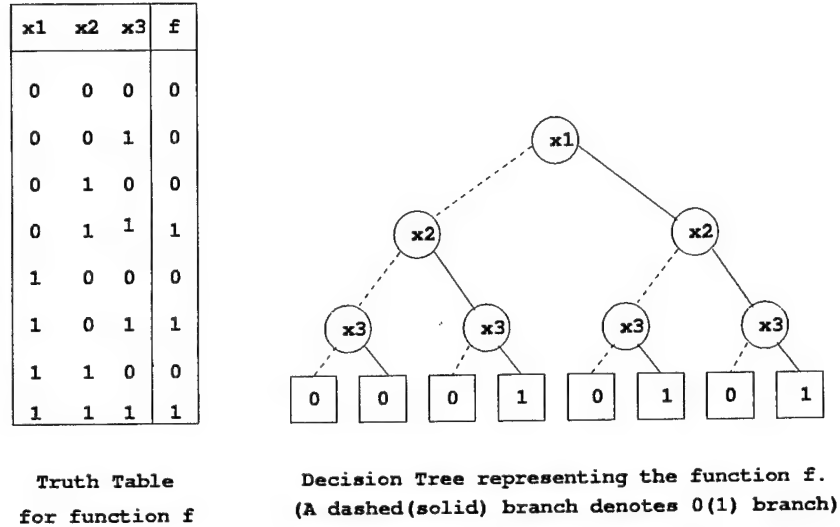 x1 x2 x3 f
0 0 0 0
0 0 1 0
0 1 0 0
0 1 1 1
1 0 0 0
1 0 1 1
1 1 0 0
1 1 1 1
Truth Table
for function f
x1
x2 x2
x3 x3 x3 x3
0 0 0 1 0 1 0 1
Decision Tree representing the function f.
(A dashed(solid) branch denotes 0(1) branch)